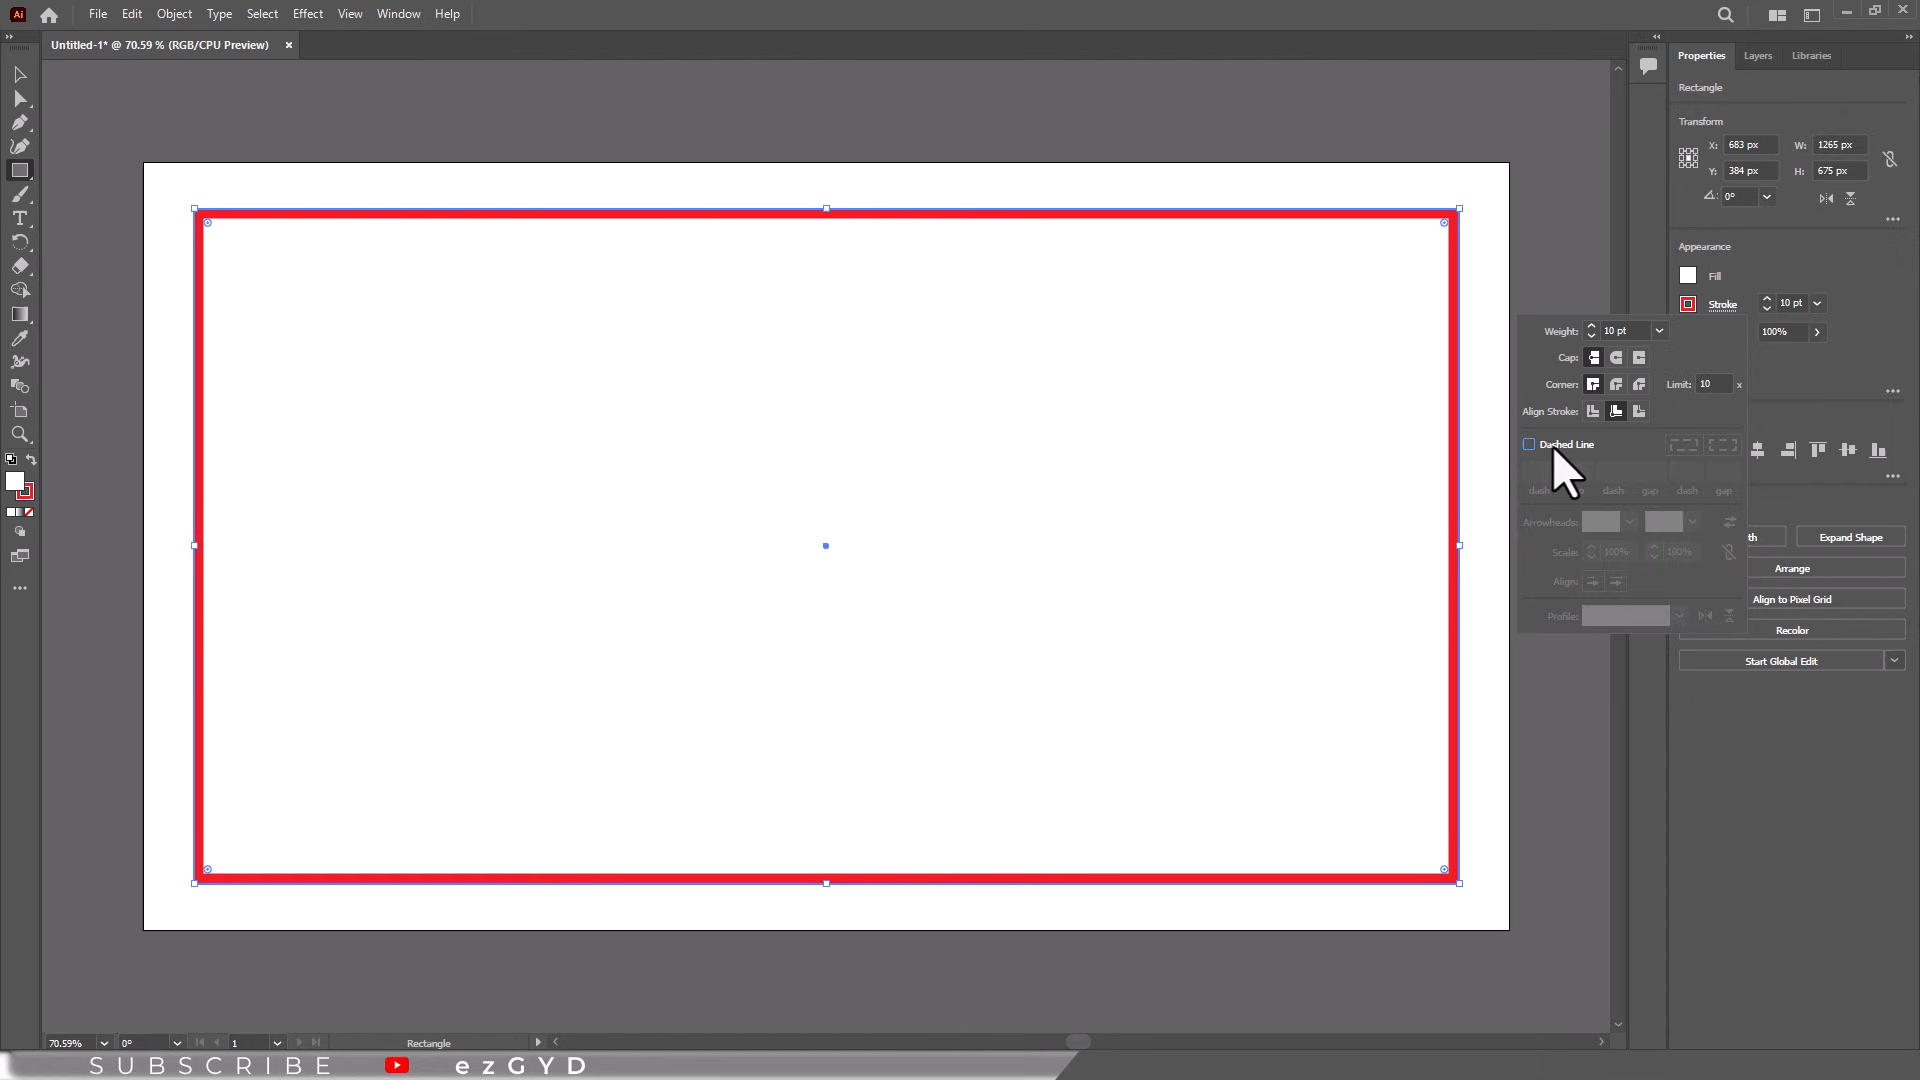 Ai File Edit Object Type Select Effect View Window Help
Untitled-1* @ 70.59 % (RGB/CPU Preview) ×
Properties Layers Libraries
Rectangle
Transform
X: 683 px W: 1265 px
Y: 384 px H: 675 px
0°
Appearance
Fill
Stroke 10 pt
100%
Weight: 10 pt
Cap:
Corner: Limit: 10 x
Align Stroke:
Dashed Line
dash dash gap dash gap
Arrowheads:
Scale: 100% 100%
Align:
Profile:
th Expand Shape
Arrange
Align to Pixel Grid
Recolor
Start Global Edit
70.59% 0° 1 Rectangle
SUBSCRIBE ezGYD